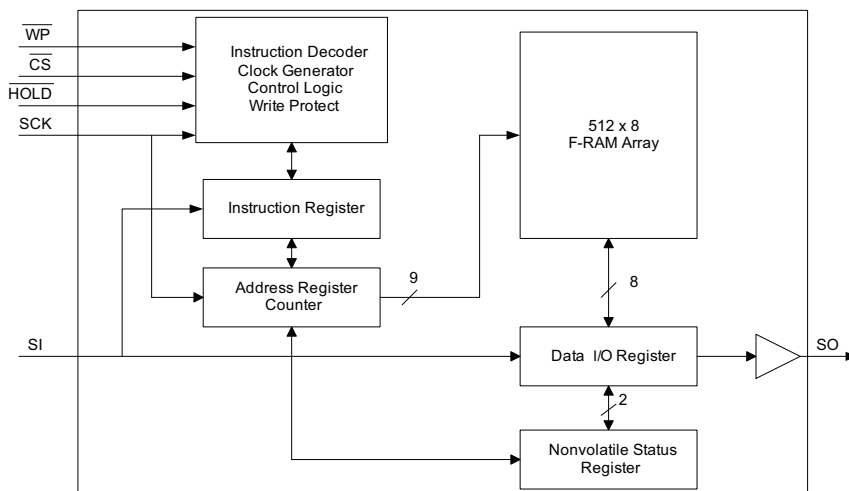 WP
CS
HOLD
SCK
Instruction Decoder
Clock Generator
Control Logic
Write Protect
512 x 8
F-RAM Array
Instruction Register
Address Register
Counter
9
8
SI
Data I/O Register
SO
2
Nonvolatile Status
Register